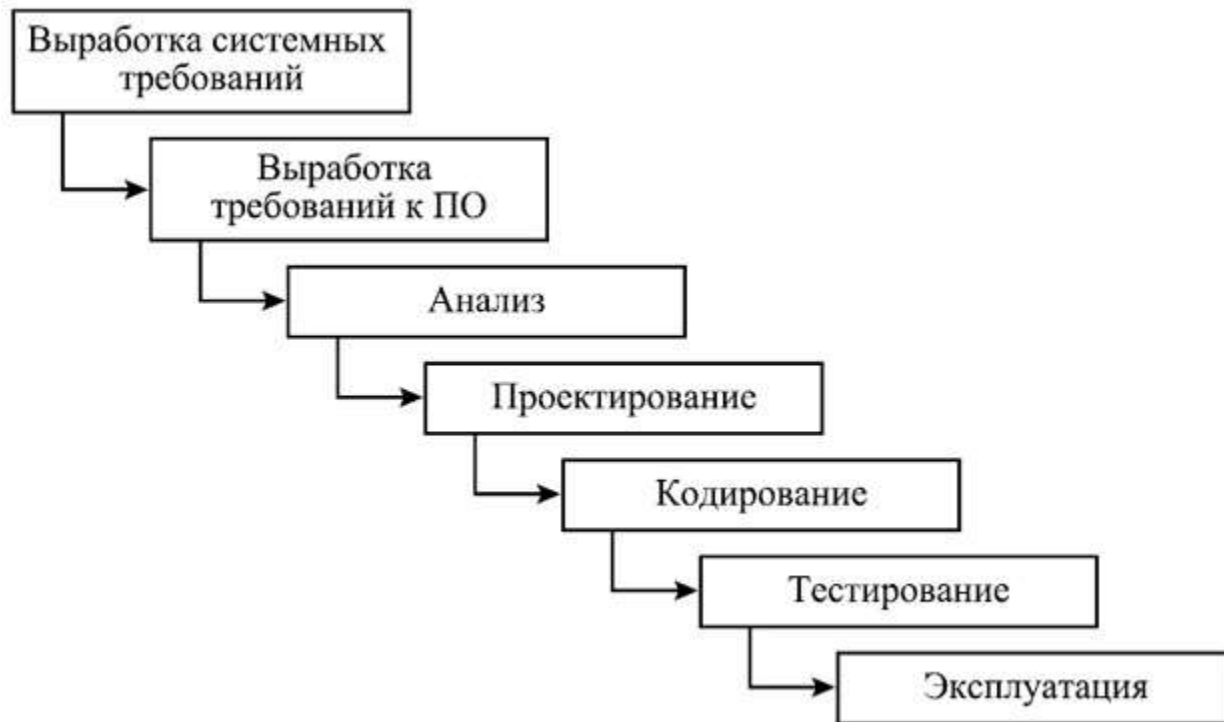 Выработка системных
требований
Выработка
требований к ПО
Анализ
Проектирование
Кодирование
Тестирование
Эксплуатация